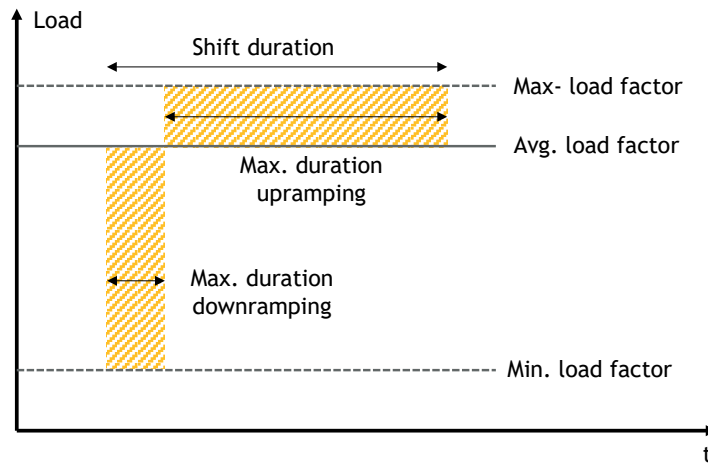 Load
Shift duration
Max- load factor
Avg. load factor
Max. duration
upramping
Max. duration
downramping
Min. load factor
t